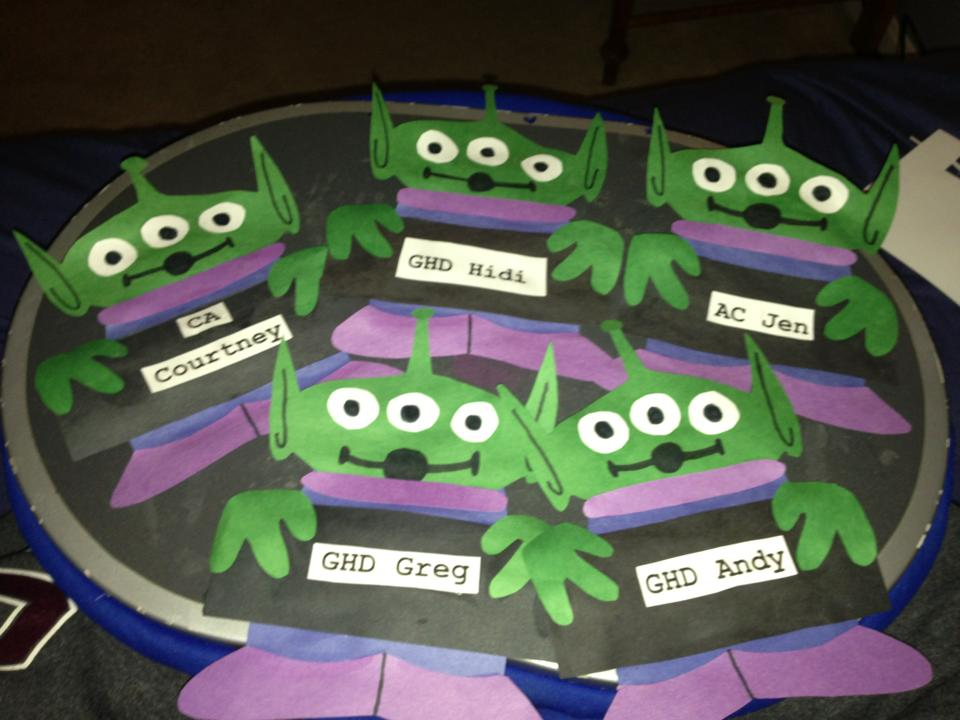 GHD Hidi
CA
Courtney
AC Jen
GHD Greg
GHD Andy